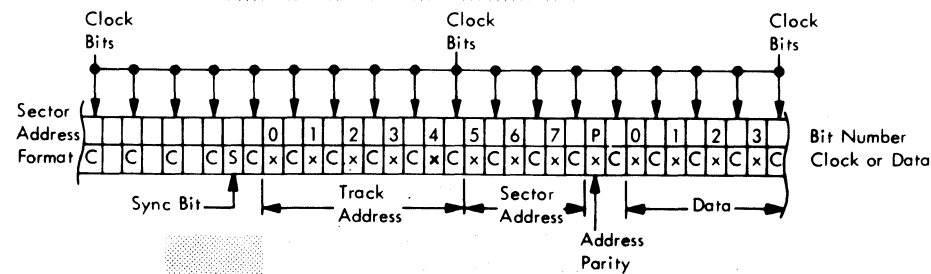 Clock Bits
Clock Bits
Clock Bits
Sector Address Format
0 1 2 3 4 5 6 7 P 0 1 2 3
Bit Number
C C C C S C x C x C x C x C x C x C x C x C x C x C x C x C x C
Clock or Data
Sync Bit
Track Address
Sector Address
Data
Address Parity